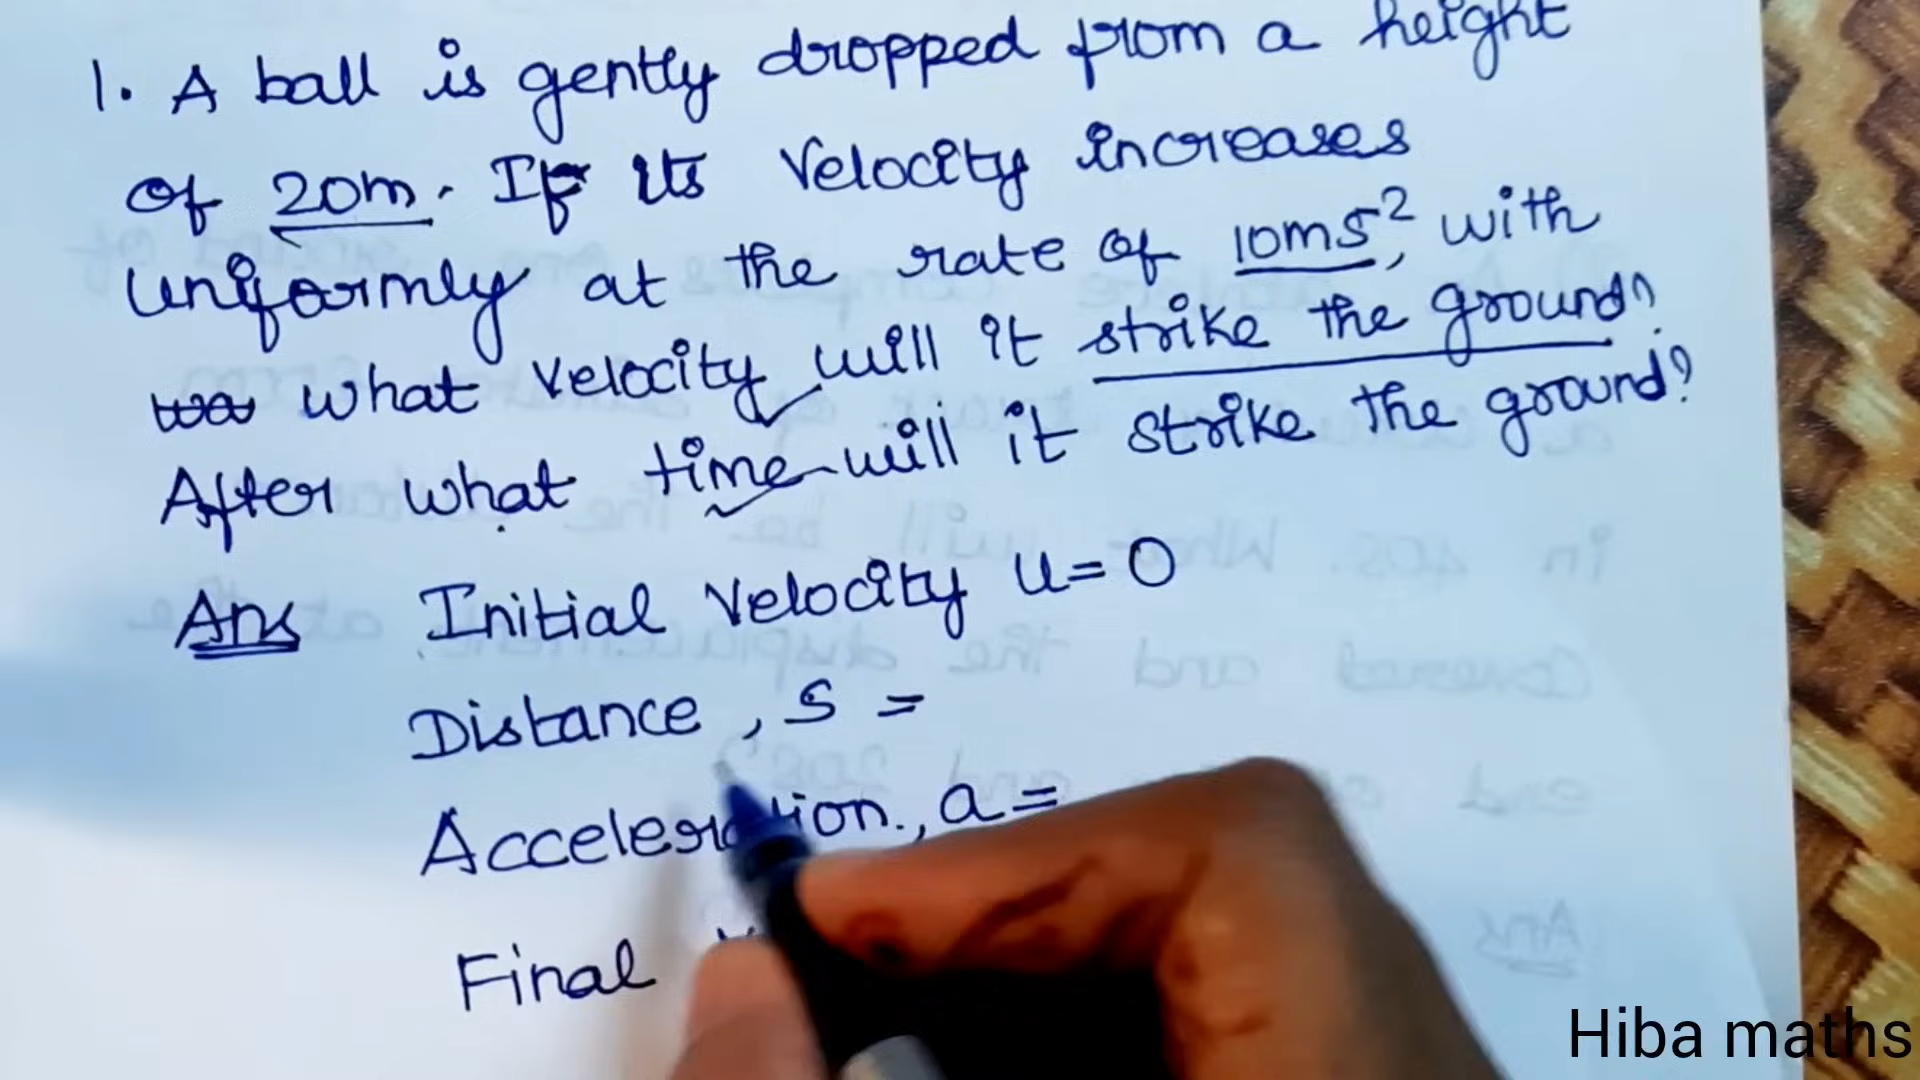 1. A ball is gently dropped from a height
of 20m. If its velocity increases
uniformly at the rate of 10ms², with
what velocity will it strike the ground?
After what time will it strike the ground?
Ans Initial velocity u=0
Distance, s =
Acceleration., a=
Final
Hiba maths